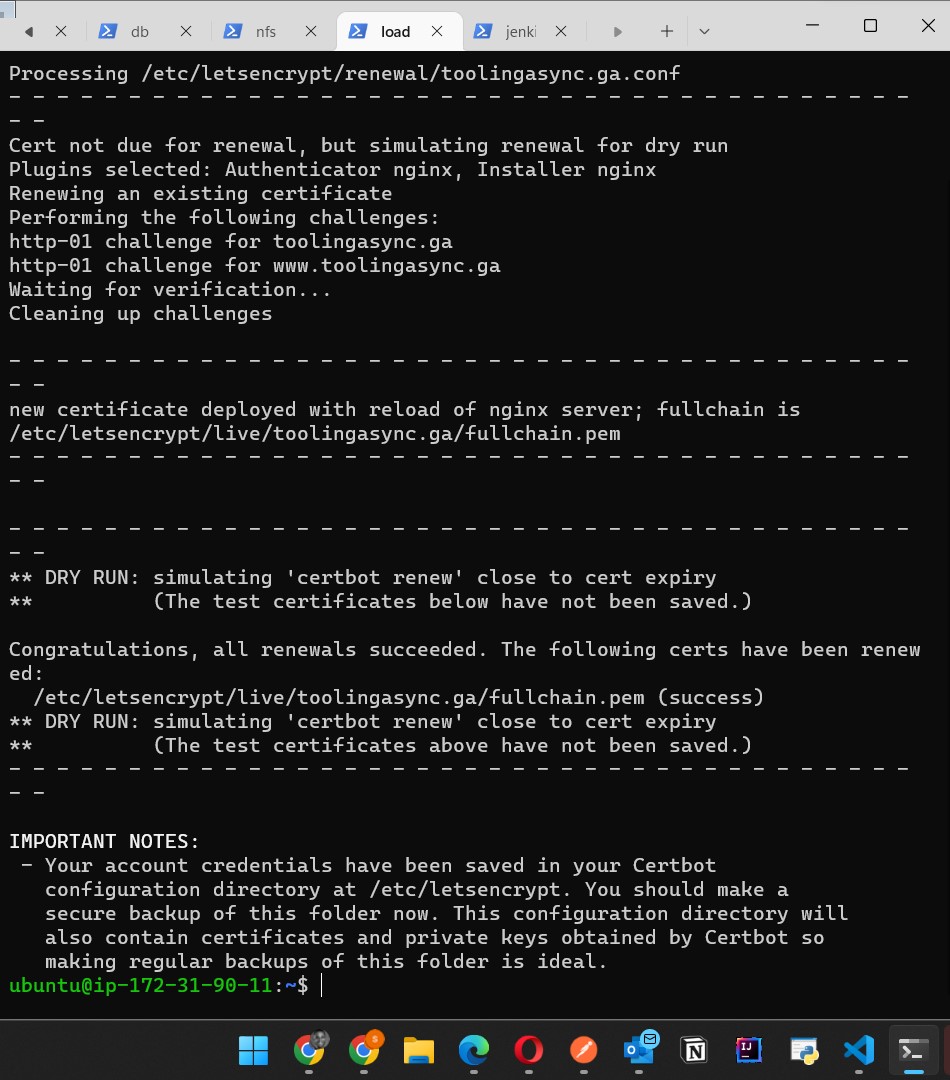 db nfs load jenki
Processing /etc/letsencrypt/renewal/toolingasync.ga.conf
- - - - - - - - - - - - - - - - - - - - - - - - - - - - - - - - - - - - - -
- -
Cert not due for renewal, but simulating renewal for dry run
Plugins selected: Authenticator nginx, Installer nginx
Renewing an existing certificate
Performing the following challenges:
http-01 challenge for toolingasync.ga
http-01 challenge for www.toolingasync.ga
Waiting for verification...
Cleaning up challenges
- - - - - - - - - - - - - - - - - - - - - - - - - - - - - - - - - - - - - -
- -
new certificate deployed with reload of nginx server; fullchain is
/etc/letsencrypt/live/toolingasync.ga/fullchain.pem
- - - - - - - - - - - - - - - - - - - - - - - - - - - - - - - - - - - - - -
- -
- - - - - - - - - - - - - - - - - - - - - - - - - - - - - - - - - - - - - -
- -
** DRY RUN: simulating 'certbot renew' close to cert expiry
**          (The test certificates below have not been saved.)
Congratulations, all renewals succeeded. The following certs have been renew
ed:
  /etc/letsencrypt/live/toolingasync.ga/fullchain.pem (success)
** DRY RUN: simulating 'certbot renew' close to cert expiry
**          (The test certificates above have not been saved.)
- - - - - - - - - - - - - - - - - - - - - - - - - - - - - - - - - - - - - -
- -
IMPORTANT NOTES:
 - Your account credentials have been saved in your Certbot
   configuration directory at /etc/letsencrypt. You should make a
   secure backup of this folder now. This configuration directory will
   also contain certificates and private keys obtained by Certbot so
   making regular backups of this folder is ideal.
ubuntu@ip-172-31-90-11:~$